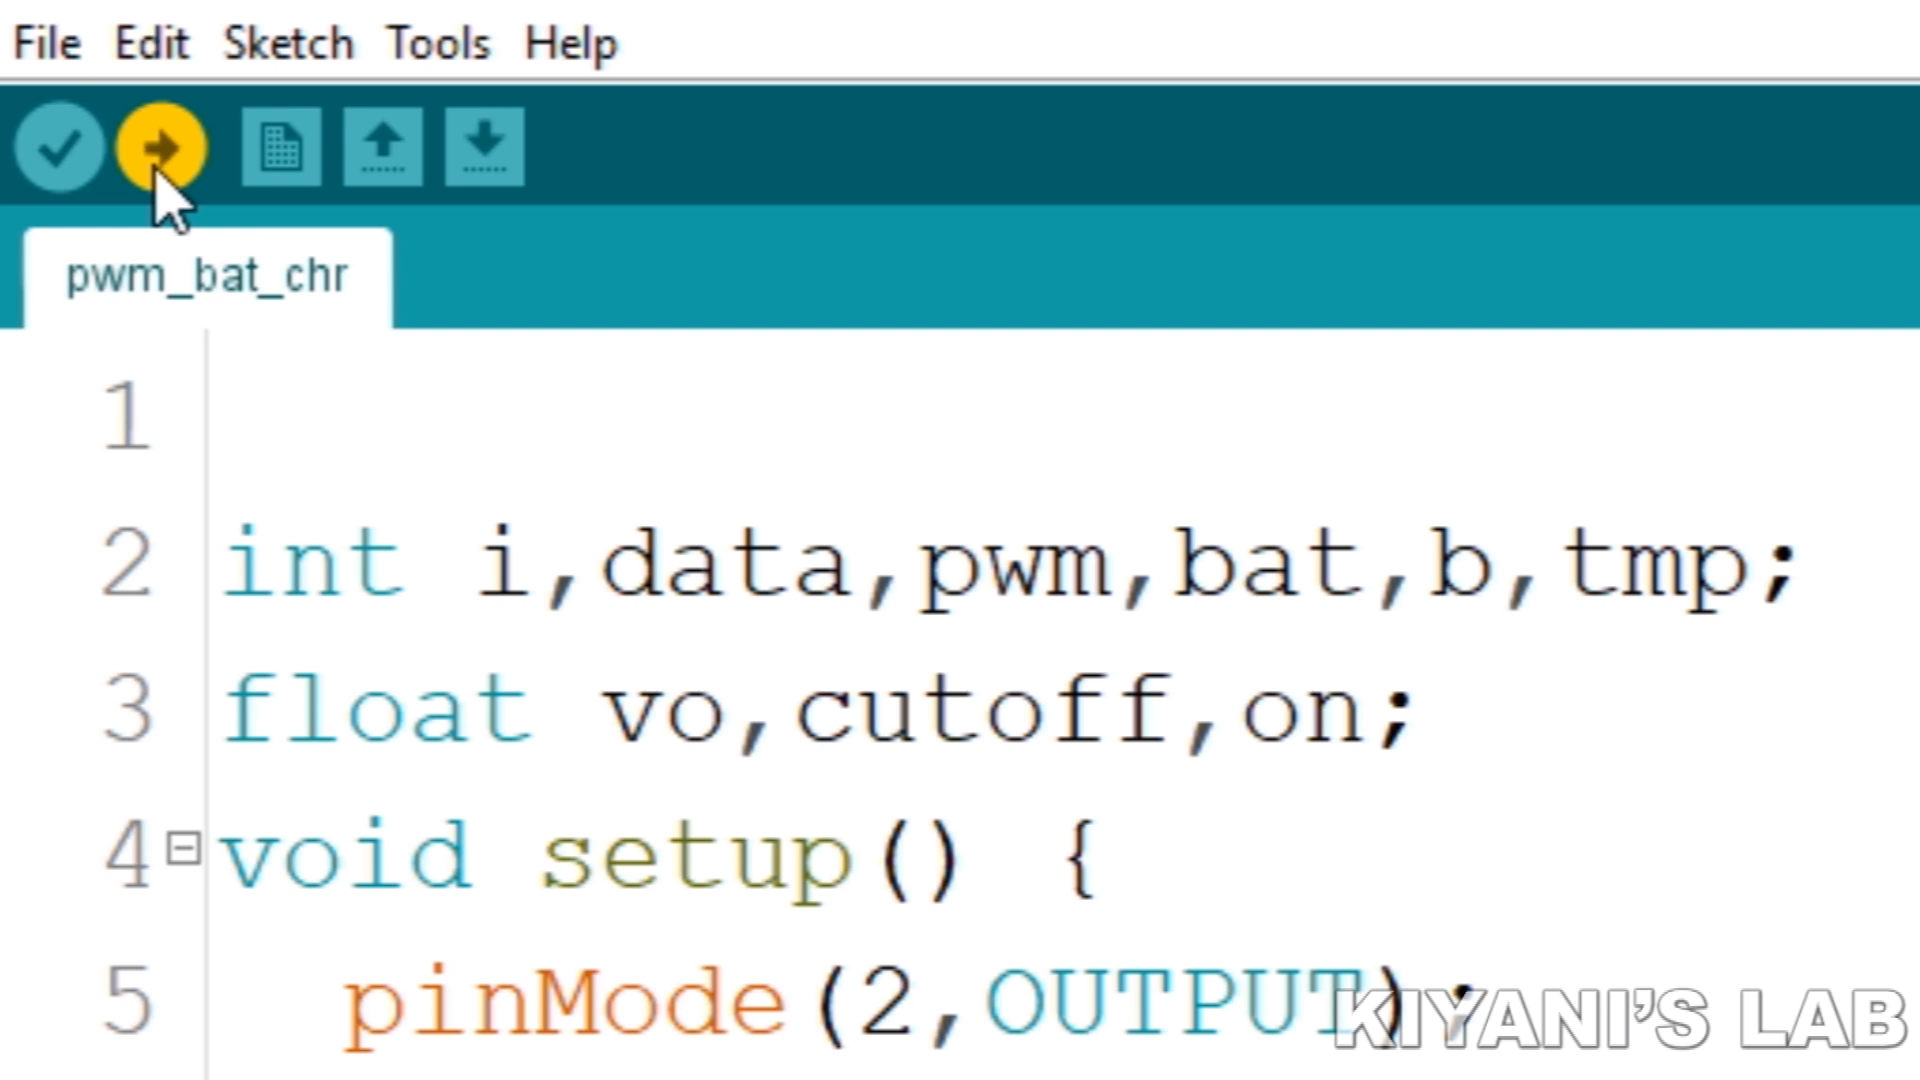 File Edit Sketch Tools Help
pwm_bat_chr
1
2 int i,data,pwm,bat,b,tmp;
3 float vo,cutoff,on;
4 void setup() {
5 pinMode(2,OUTPUT);
KIYANI'S LAB